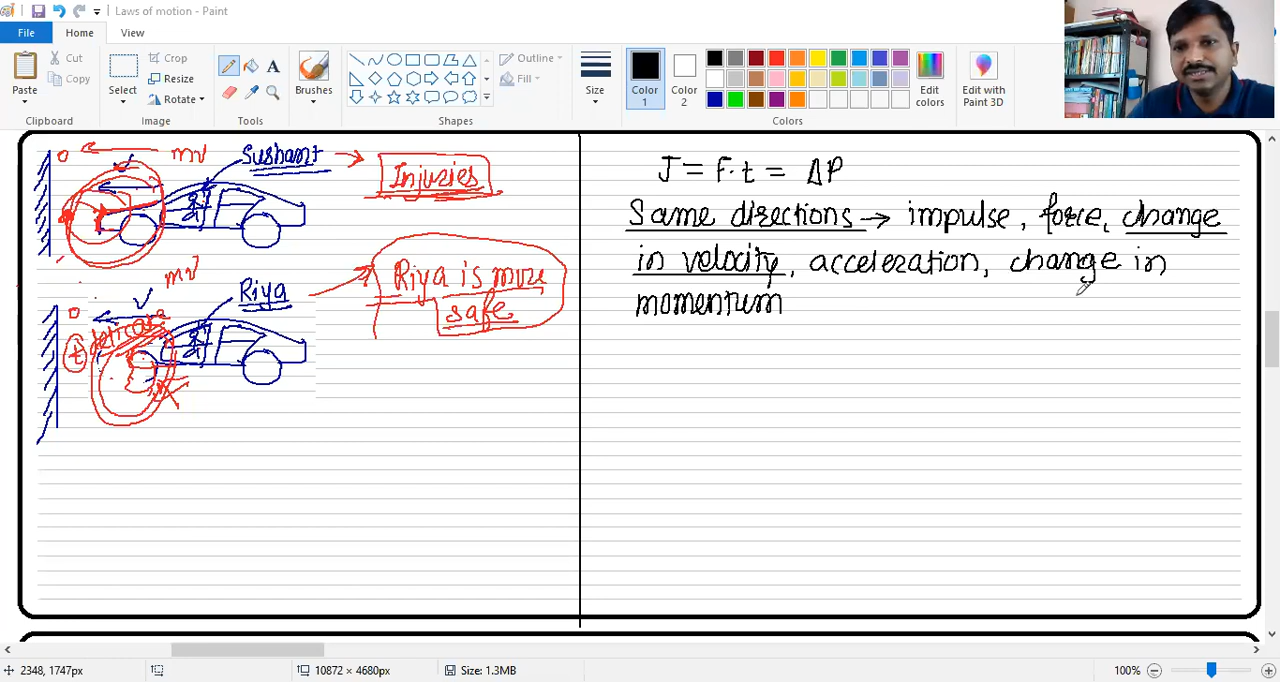 Laws of motion - Paint
File
Home
View
Paste
Cut
Copy
Clipboard
Select
Crop
Resize
Rotate
Image
A
Tools
Brushes
Shapes
Outline
Fill
Size
Color 1
Color 2
Edit colors
Edit with Paint 3D
Colors
0
mv
Sushant
Injuries
mv
Riya
0
t
Riya is more
safe
J = F.t = ΔP
Same directions → impulse, force, change
in velocity, acceleration, change in
momentum
2348, 1747px
10872 × 4680px
Size: 1.3MB
100%